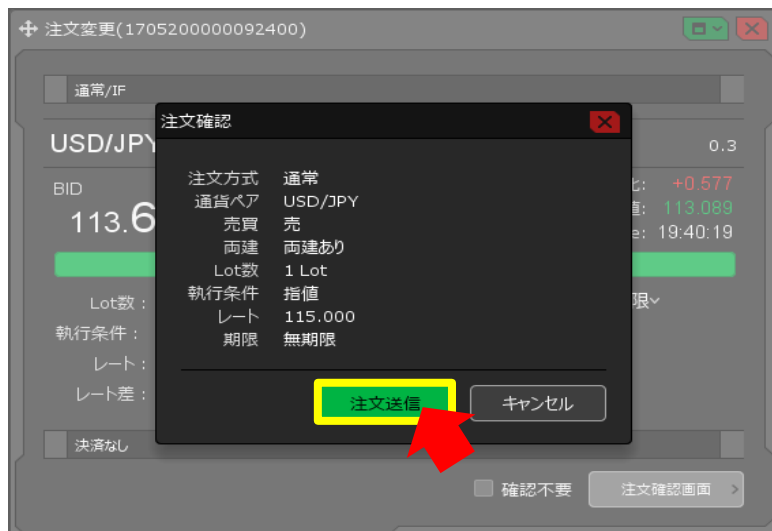 注文変更(1705200000092400)
通常/IF
注文確認
USD/JPY
0.3
注文方式 通常
通貨ペア USD/JPY
売買 売
両建 両建あり
Lot数 1 Lot
執行条件 指値
レート 115.000
期限 無期限
BID
113.6
+0.577
113.089
19:40:19
Lot数：
限
執行条件：
レート：
レート差：
注文送信
キャンセル
決済なし
確認不要
注文確認画面 >